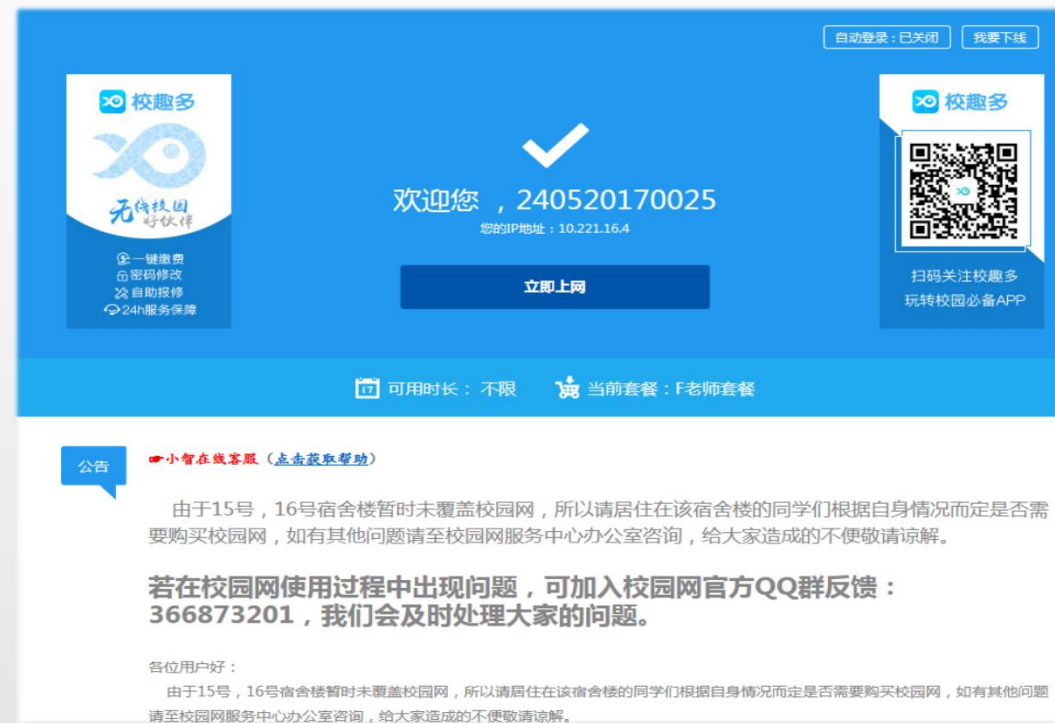 自动登录：已关闭 我要下线
校趣多
无线校园
好伙伴
一键缴费
密码修改
自助报修
24h服务保障
欢迎您 ，240520170025
您的IP地址：10.221.16.4
立即上网
校趣多
扫码关注校趣多
玩转校园必备APP
17 可用时长： 不限 当前套餐：F老师套餐
公告
☛小智在线客服（点击获取帮助）
由于15号，16号宿舍楼暂时未覆盖校园网，所以请居住在该宿舍楼的同学们根据自身情况而定是否需
要购买校园网，如有其他问题请至校园网服务中心办公室咨询，给大家造成的不便敬请谅解。
若在校园网使用过程中出现问题，可加入校园网官方QQ群反馈：
366873201，我们会及时处理大家的问题。
各位用户好：
由于15号，16号宿舍楼暂时未覆盖校园网，所以请居住在该宿舍楼的同学们根据自身情况而定是否需要购买校园网，如有其他问题
请至校园网服务中心办公室咨询，给大家造成的不便敬请谅解。